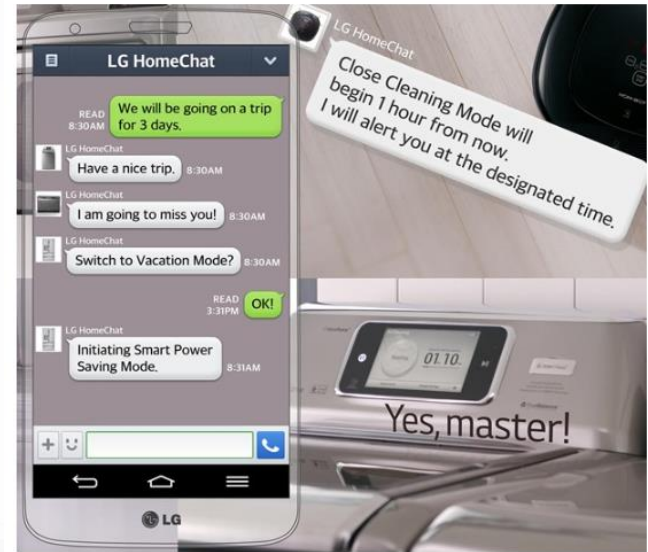 LG HomeChat
We will be going on a trip
for 3 days.
READ
8:30AM
LG HomeChat
Have a nice trip.
8:30AM
LG HomeChat
I am going to miss you!
8:30AM
LG HomeChat
Switch to Vacation Mode?
8:30AM
READ
3:31PM
OK!
LG HomeChat
Initiating Smart Power
Saving Mode.
8:31AM
LG
LG HomeChat
Close Cleaning Mode will
begin 1 hour from now.
I will alert you at the designated time.
01:10
Yes, master!